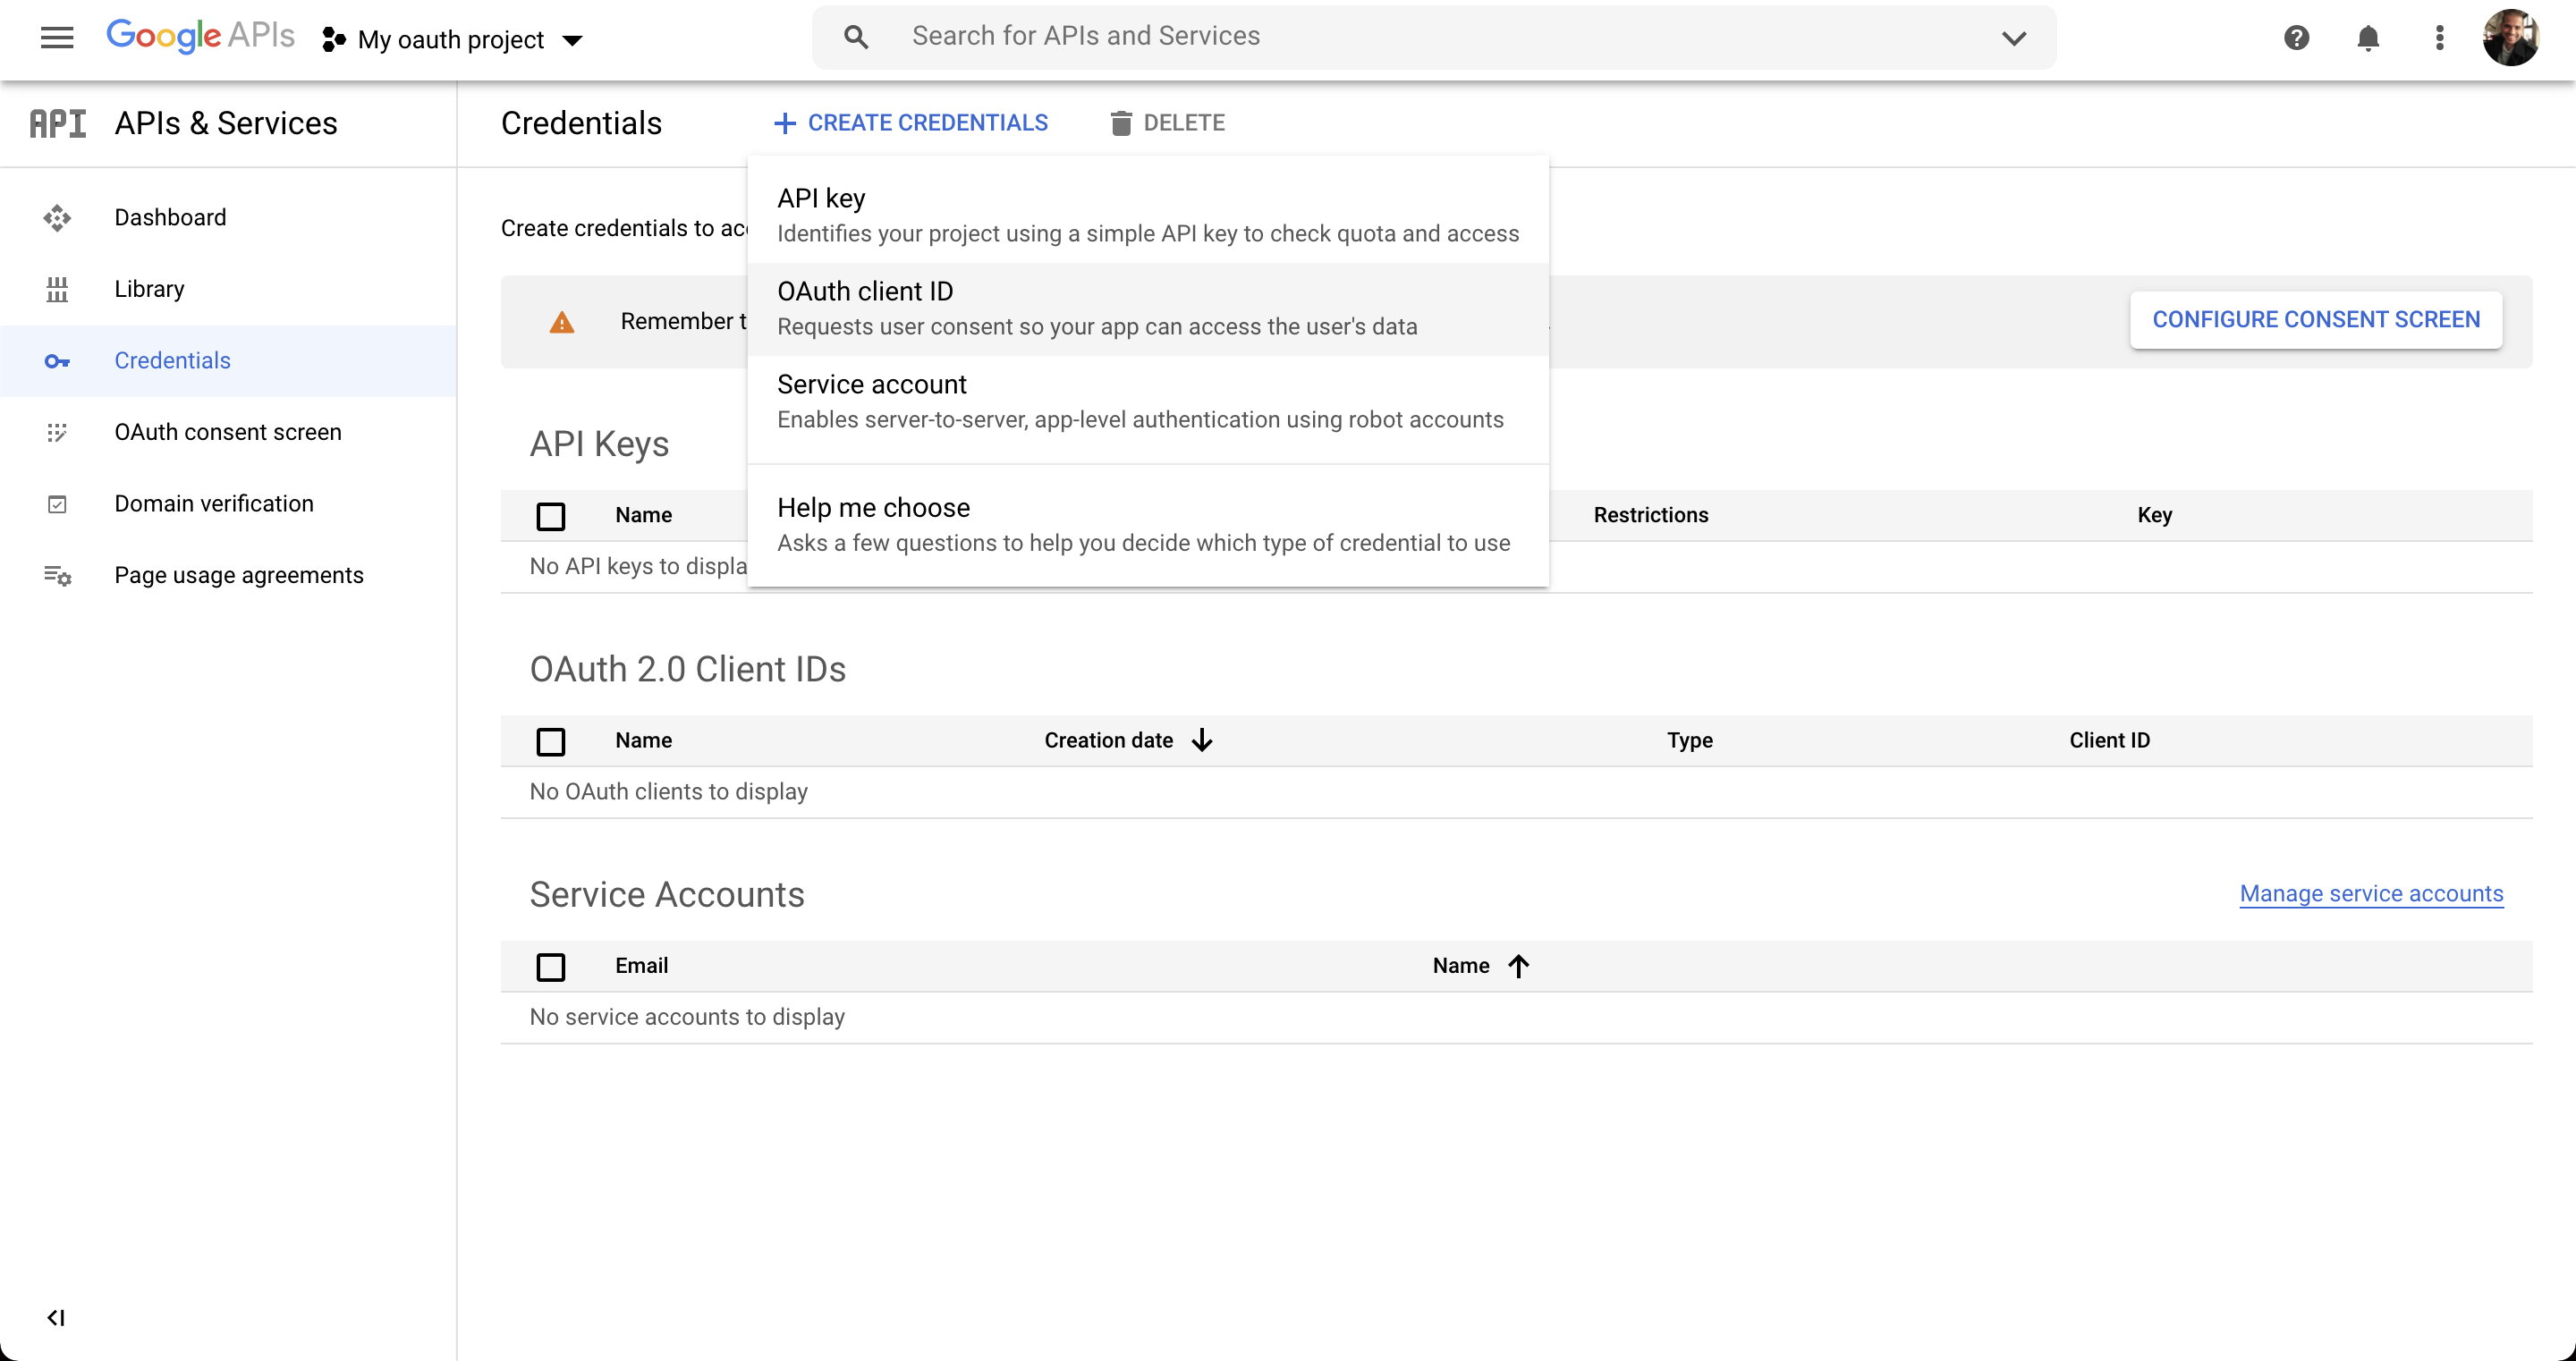 Google APIs
My oauth project
Search for APIs and Services
API
APIs & Services
Credentials
CREATE CREDENTIALS
DELETE
Dashboard
Library
Credentials
OAuth consent screen
Domain verification
Page usage agreements
Create credentials to acc
API key
Identifies your project using a simple API key to check quota and access
OAuth client ID
Requests user consent so your app can access the user's data
Service account
Enables server-to-server, app-level authentication using robot accounts
Help me choose
Asks a few questions to help you decide which type of credential to use
Remember t
CONFIGURE CONSENT SCREEN
API Keys
Name Restrictions Key
No API keys to displa
OAuth 2.0 Client IDs
Name Creation date Type Client ID
No OAuth clients to display
Service Accounts
Manage service accounts
Email Name
No service accounts to display